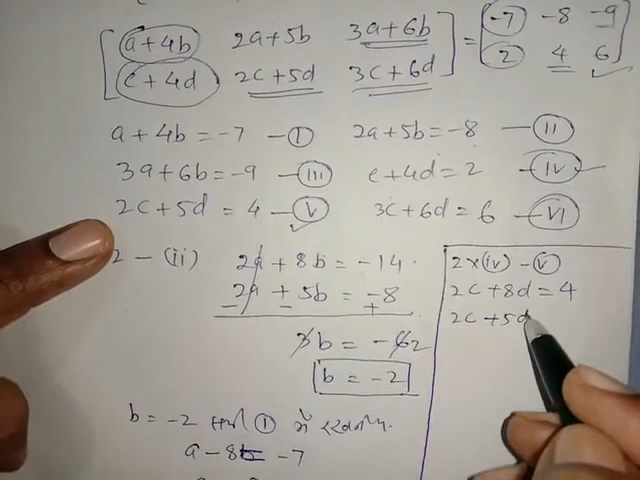 [a+4b 2a+5b 3a+6b] = [-7 -8 -9]
[c+4d 2c+5d 3c+6d] [2 4 6]
a+4b=-7 —Ⓘ 2a+5b=-8 —(II)
3a+6b=-9 —(III) c+4d=2 —(IV)
2c+5d=4 —(V) 3c+6d=6 —(VI)
2 -(ii) 2a+8b=-14
2a+5b=-8
- - +
3b=-62
b=-2
b=-2 ① में
a-8b -7
2×(iv)-(v)
2c+8d=4
2c+5d